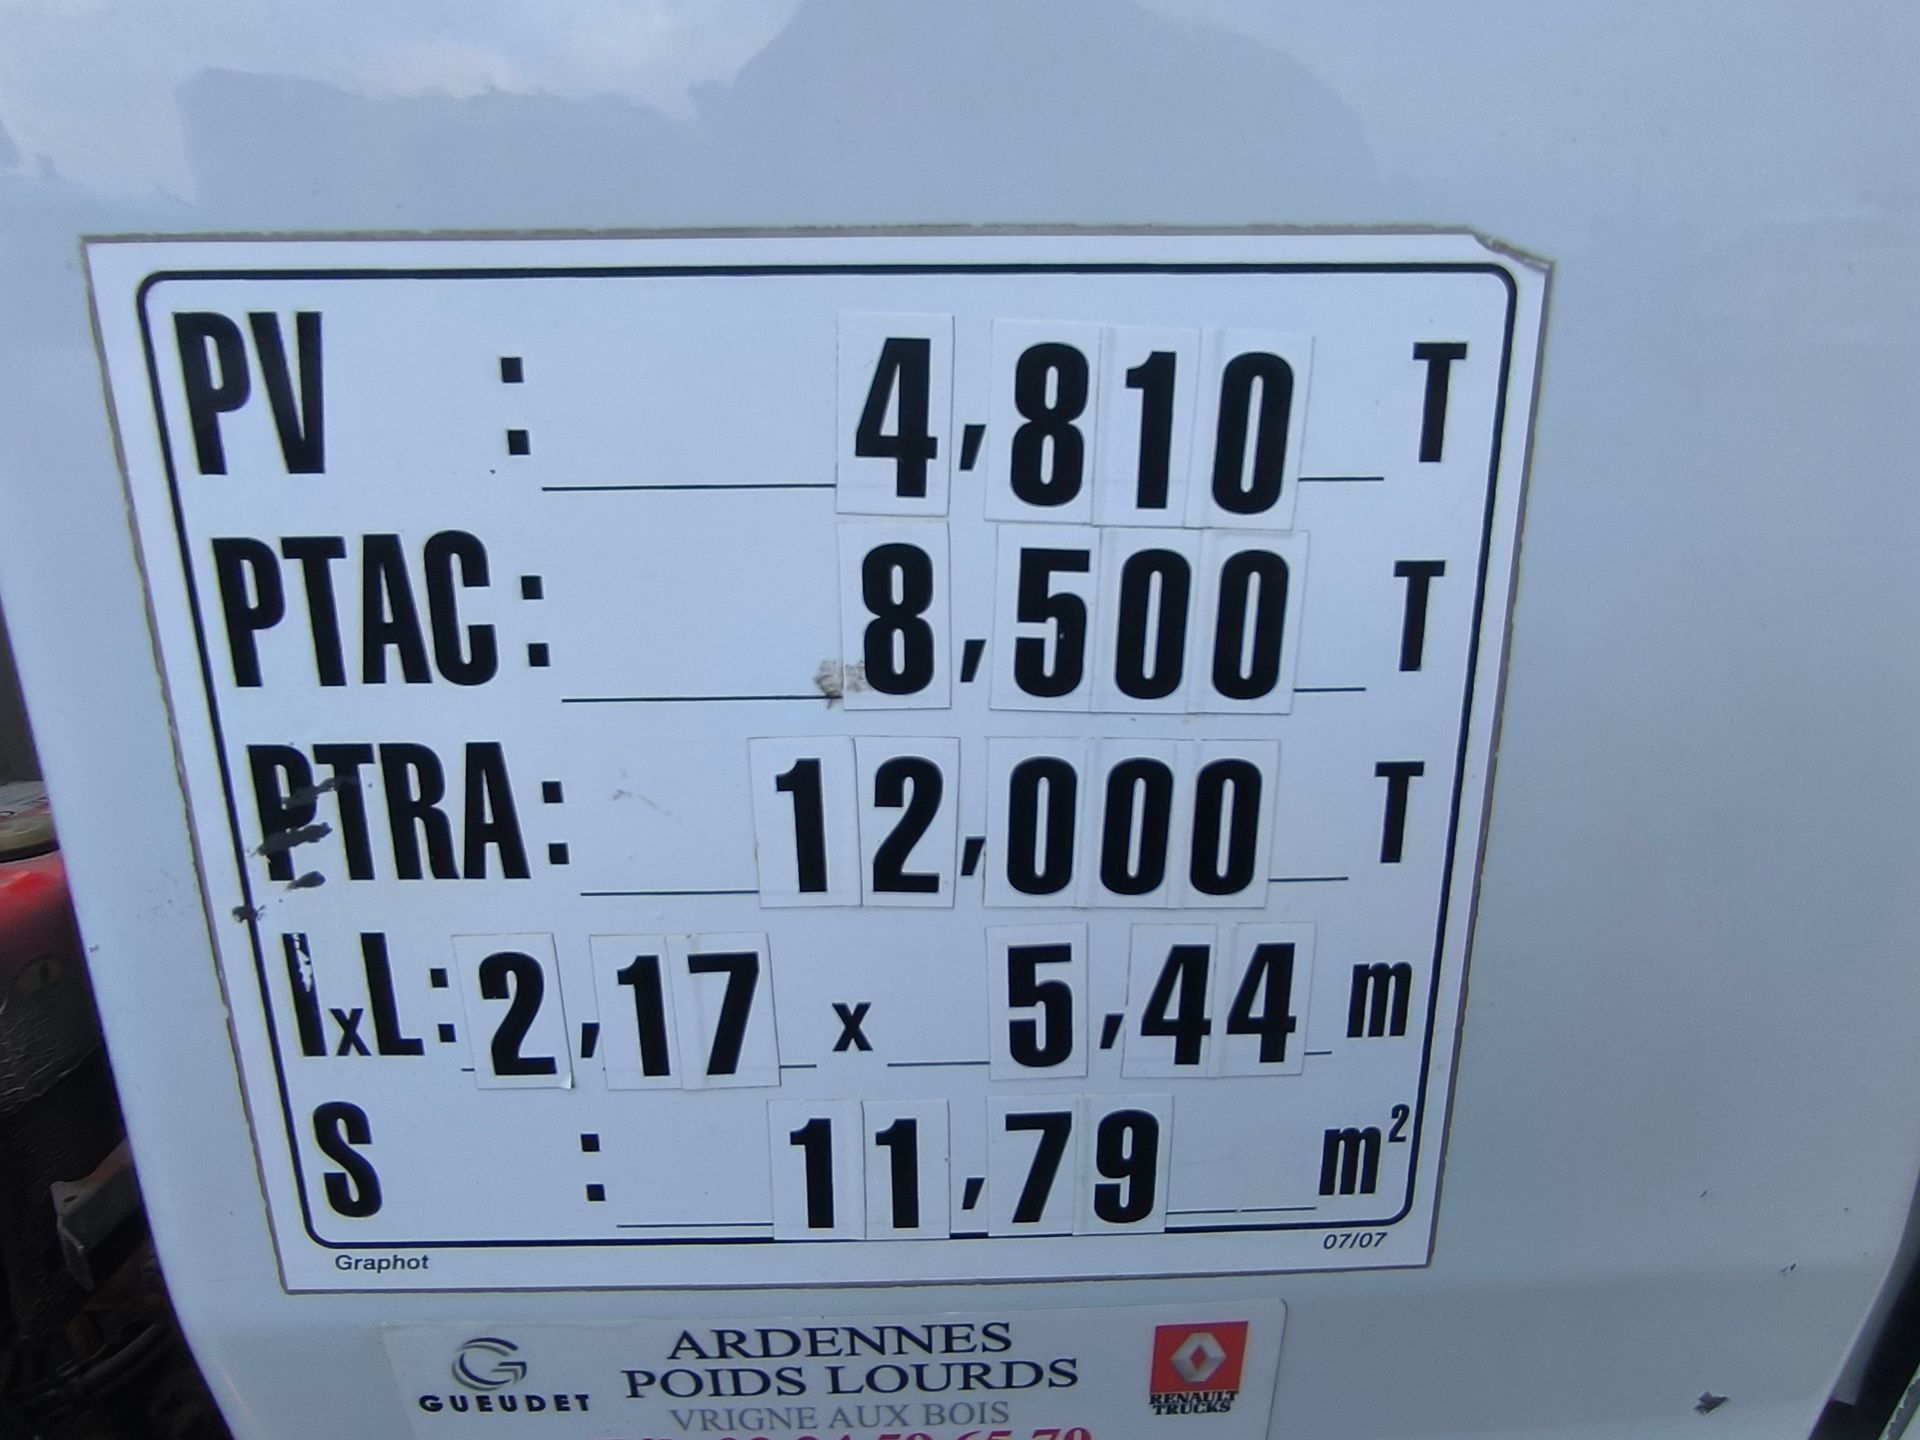 PV : 4,810 T
PTAC : 8,500 T
PTRA : 12,000 T
lxL : 2,17 x 5,44 m
S : 11,79 m²
Graphot 07/07
ARDENNES
POIDS LOURDS
GUEUDET
VRIGNE AUX BOIS
RENAULT
TRUCKS